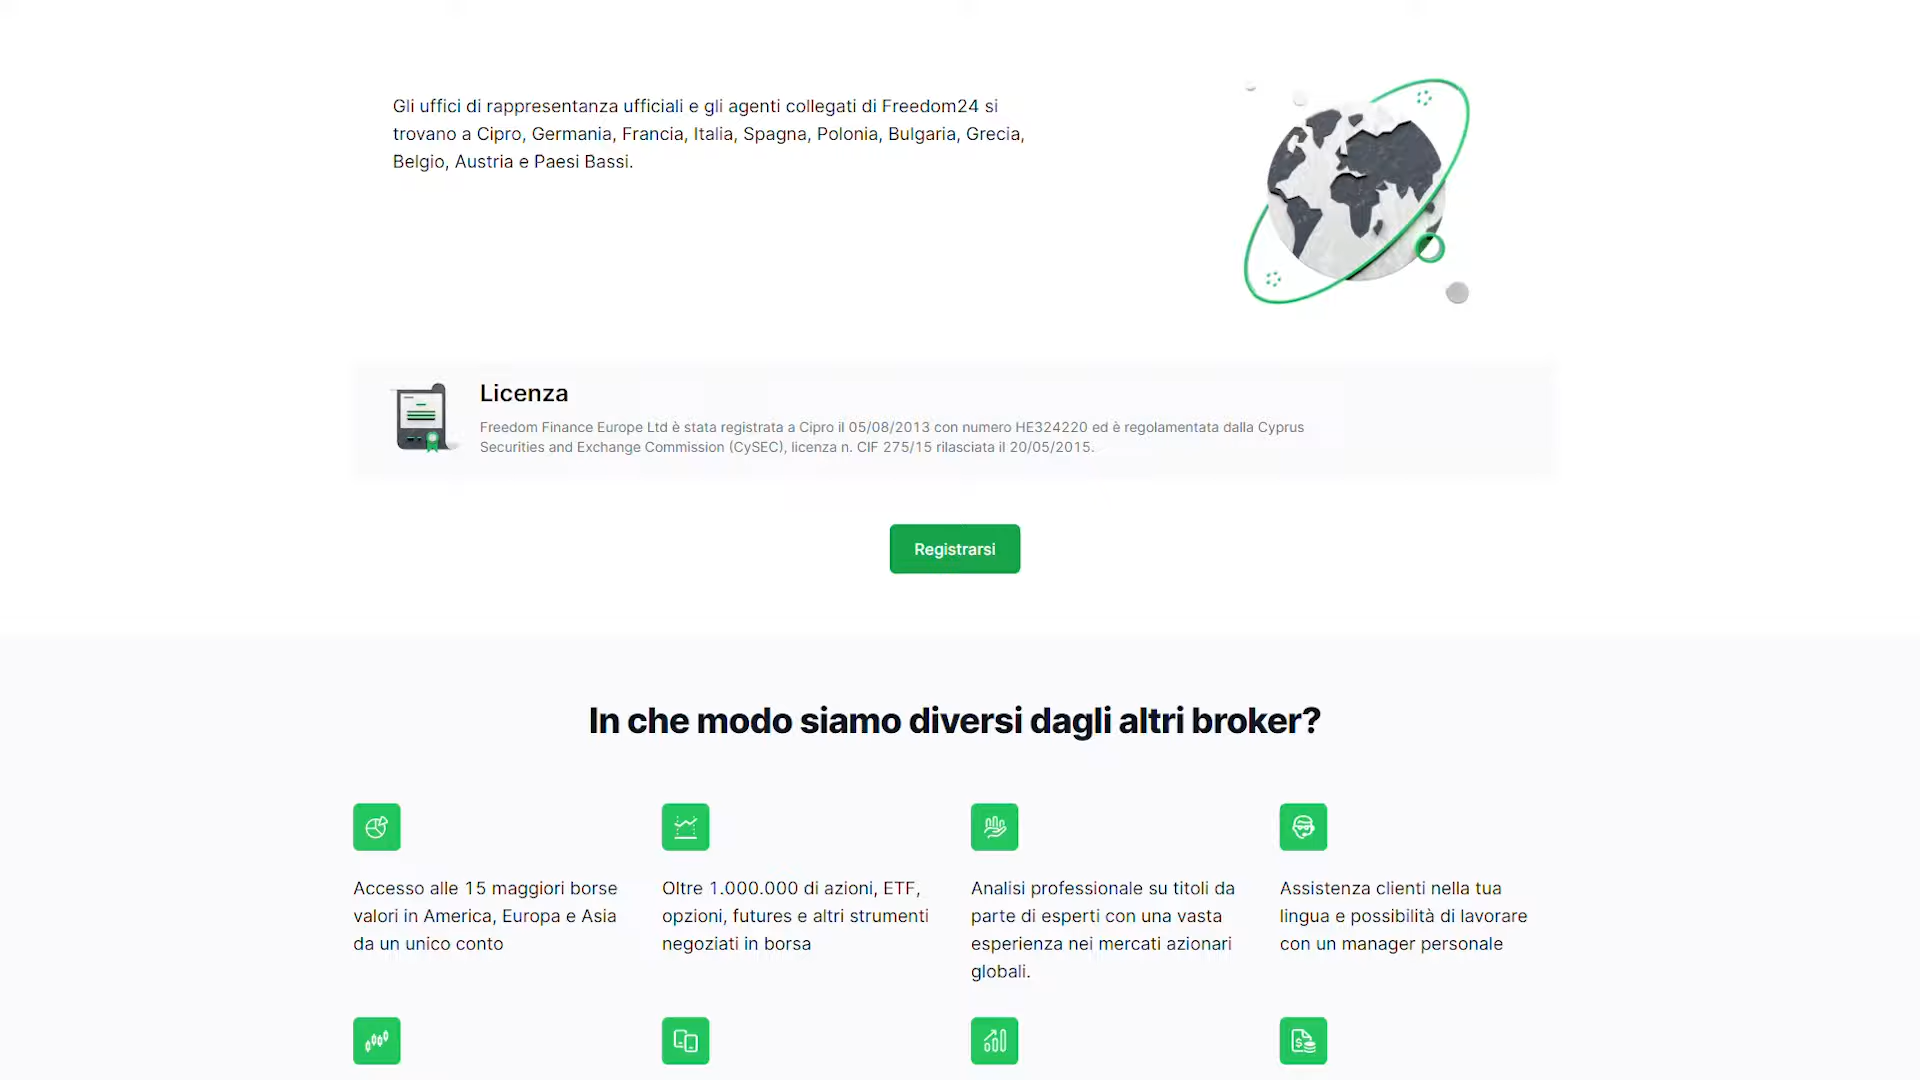 Gli uffici di rappresentanza ufficiali e gli agenti collegati di Freedom24 si
trovano a Cipro, Germania, Francia, Italia, Spagna, Polonia, Bulgaria, Grecia,
Belgio, Austria e Paesi Bassi.
Licenza
Freedom Finance Europe Ltd è stata registrata a Cipro il 05/08/2013 con numero HE324220 ed è regolamentata dalla Cyprus
Securities and Exchange Commission (CySEC), licenza n. CIF 275/15 rilasciata il 20/05/2015.
Registrarsi
In che modo siamo diversi dagli altri broker?
Accesso alle 15 maggiori borse
valori in America, Europa e Asia
da un unico conto
Oltre 1.000.000 di azioni, ETF,
opzioni, futures e altri strumenti
negoziati in borsa
Analisi professionale su titoli da
parte di esperti con una vasta
esperienza nei mercati azionari
globali.
Assistenza clienti nella tua
lingua e possibilità di lavorare
con un manager personale